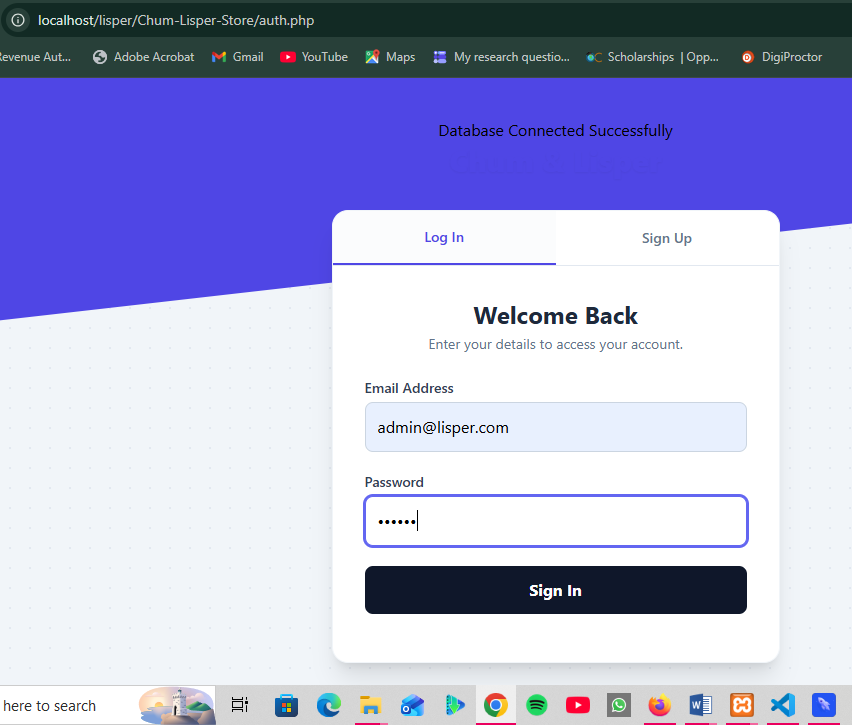 localhost/lisper/Chum-Lisper-Store/auth.php
Revenue Aut... Adobe Acrobat Gmail YouTube Maps My research questio... Scholarships | Opp... DigiProctor
Database Connected Successfully
Log In Sign Up
Welcome Back
Enter your details to access your account.
Email Address
admin@lisper.com
Password
••••••
Sign In
here to search